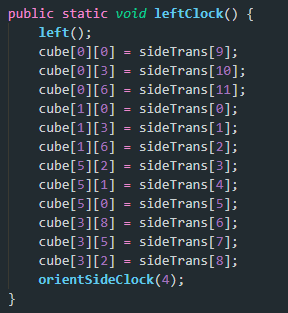 public static void leftClock() {
left();
cube[0][0] = sideTrans[9];
cube[0][3] = sideTrans[10];
cube[0][6] = sideTrans[11];
cube[1][0] = sideTrans[0];
cube[1][3] = sideTrans[1];
cube[1][6] = sideTrans[2];
cube[5][2] = sideTrans[3];
cube[5][1] = sideTrans[4];
cube[5][0] = sideTrans[5];
cube[3][8] = sideTrans[6];
cube[3][5] = sideTrans[7];
cube[3][2] = sideTrans[8];
orientSideClock(4);
}